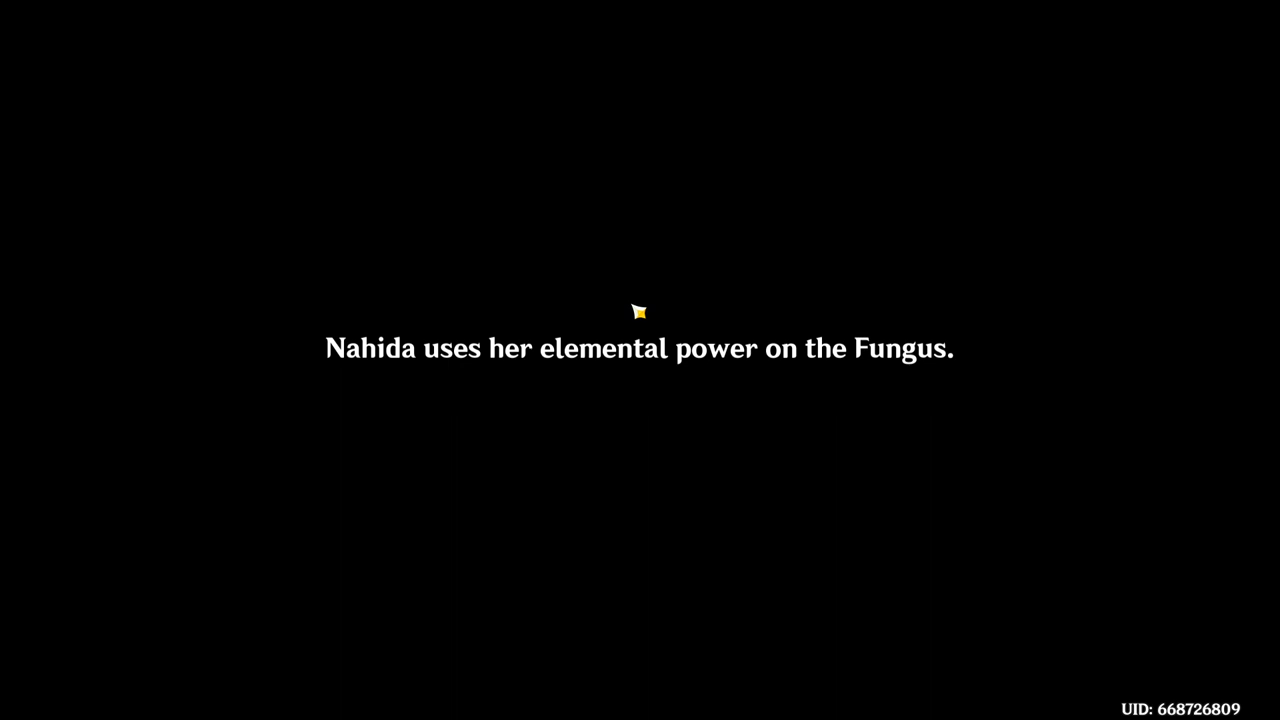 Nahida uses her elemental power on the Fungus.
UID: 668726809